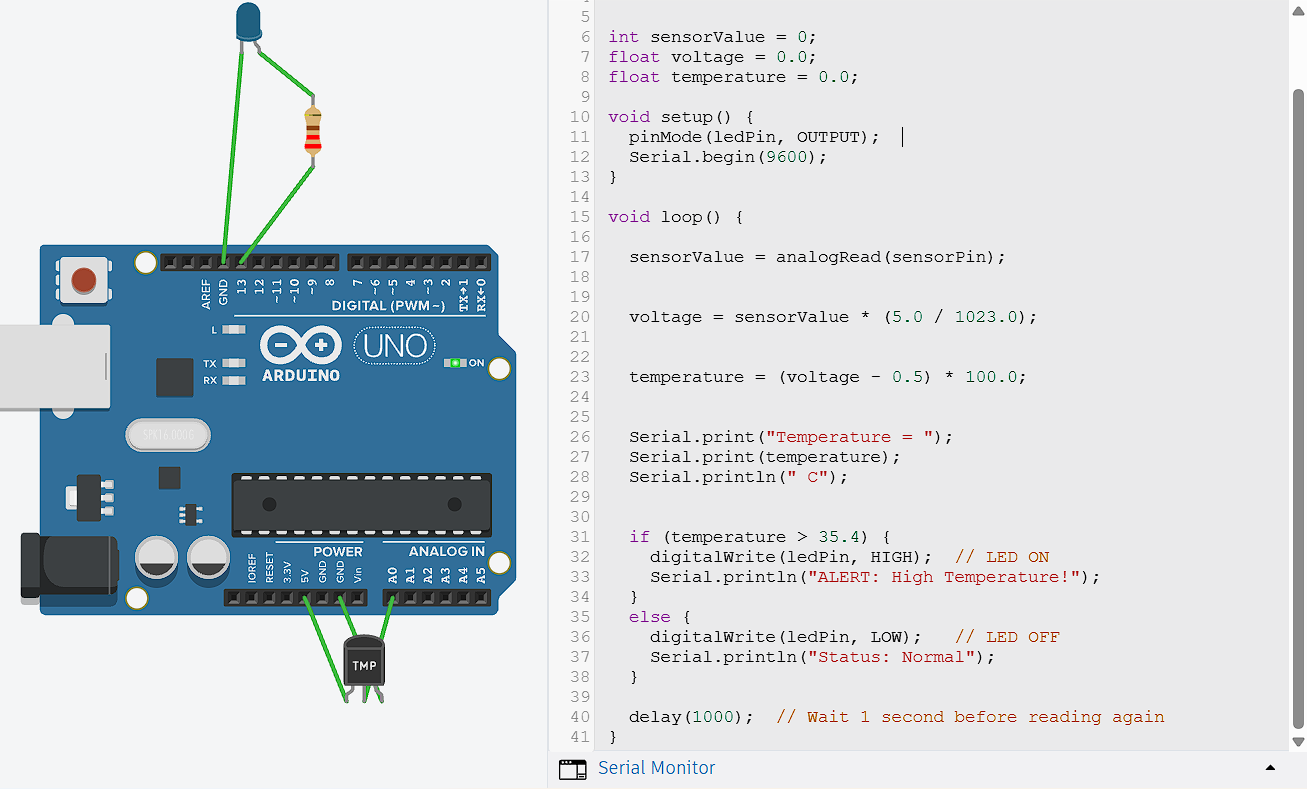 AREF
GND
13
12
~11
~10
~9
8
7
~6
~5
4
~3
2
TX→1
RX←0
DIGITAL (PWM~)
L
TX
RX
UNO
ON
ARDUINO
SPK16.000G
POWER
ANALOG IN
IOREF
RESET
3.3V
5V
GND
GND
Vin
A0
A1
A2
A3
A4
A5
TMP
5
6 int sensorValue = 0;
7 float voltage = 0.0;
8 float temperature = 0.0;
9
10 void setup() {
11 pinMode(ledPin, OUTPUT);
12 Serial.begin(9600);
13 }
14
15 void loop() {
16
17 sensorValue = analogRead(sensorPin);
18
19
20 voltage = sensorValue * (5.0 / 1023.0);
21
22
23 temperature = (voltage - 0.5) * 100.0;
24
25
26 Serial.print("Temperature = ");
27 Serial.print(temperature);
28 Serial.println(" C");
29
30
31 if (temperature > 35.4) {
32 digitalWrite(ledPin, HIGH); // LED ON
33 Serial.println("ALERT: High Temperature!");
34 }
35 else {
36 digitalWrite(ledPin, LOW); // LED OFF
37 Serial.println("Status: Normal");
38 }
39
40 delay(1000); // Wait 1 second before reading again
41 }
Serial Monitor